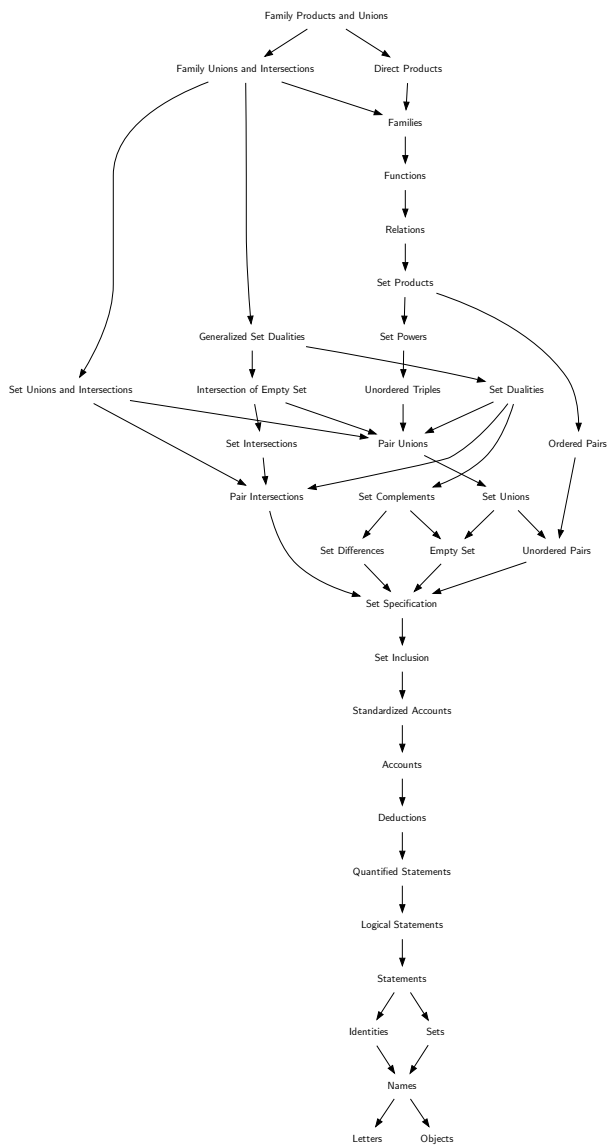 Family Products and Unions
Family Unions and Intersections
Direct Products
Families
Functions
Relations
Set Products
Generalized Set Dualities
Set Powers
Set Unions and Intersections
Intersection of Empty Set
Unordered Triples
Set Dualities
Set Intersections
Pair Unions
Ordered Pairs
Pair Intersections
Set Complements
Set Unions
Set Differences
Empty Set
Unordered Pairs
Set Specification
Set Inclusion
Standardized Accounts
Accounts
Deductions
Quantified Statements
Logical Statements
Statements
Identities
Sets
Names
Letters
Objects